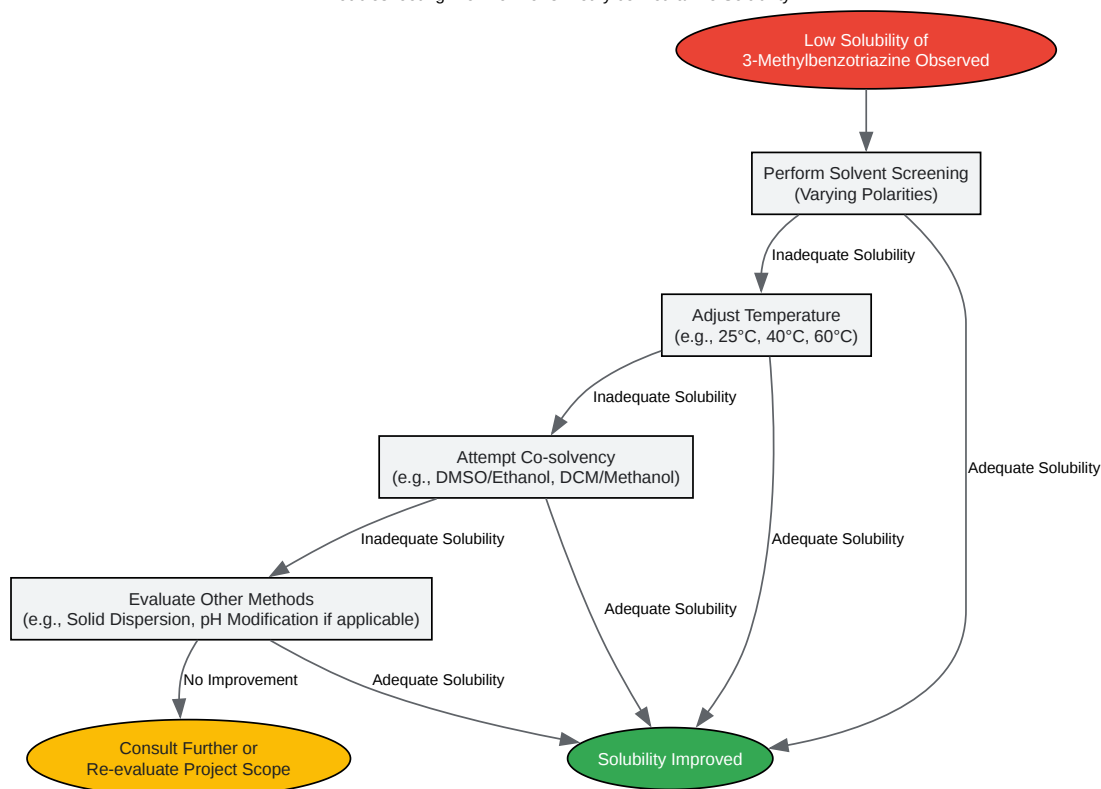 Low Solubility of
3-Methylbenzotriazine Observed
Perform Solvent Screening
(Varying Polarities)
Inadequate Solubility
Adjust Temperature
(e.g., 25°C, 40°C, 60°C)
Inadequate Solubility
Attempt Co-solvency
(e.g., DMSO/Ethanol, DCM/Methanol)
Adequate Solubility
Inadequate Solubility
Adequate Solubility
Evaluate Other Methods
(e.g., Solid Dispersion, pH Modification if applicable)
Adequate Solubility
No Improvement
Adequate Solubility
Consult Further or
Re-evaluate Project Scope
Solubility Improved